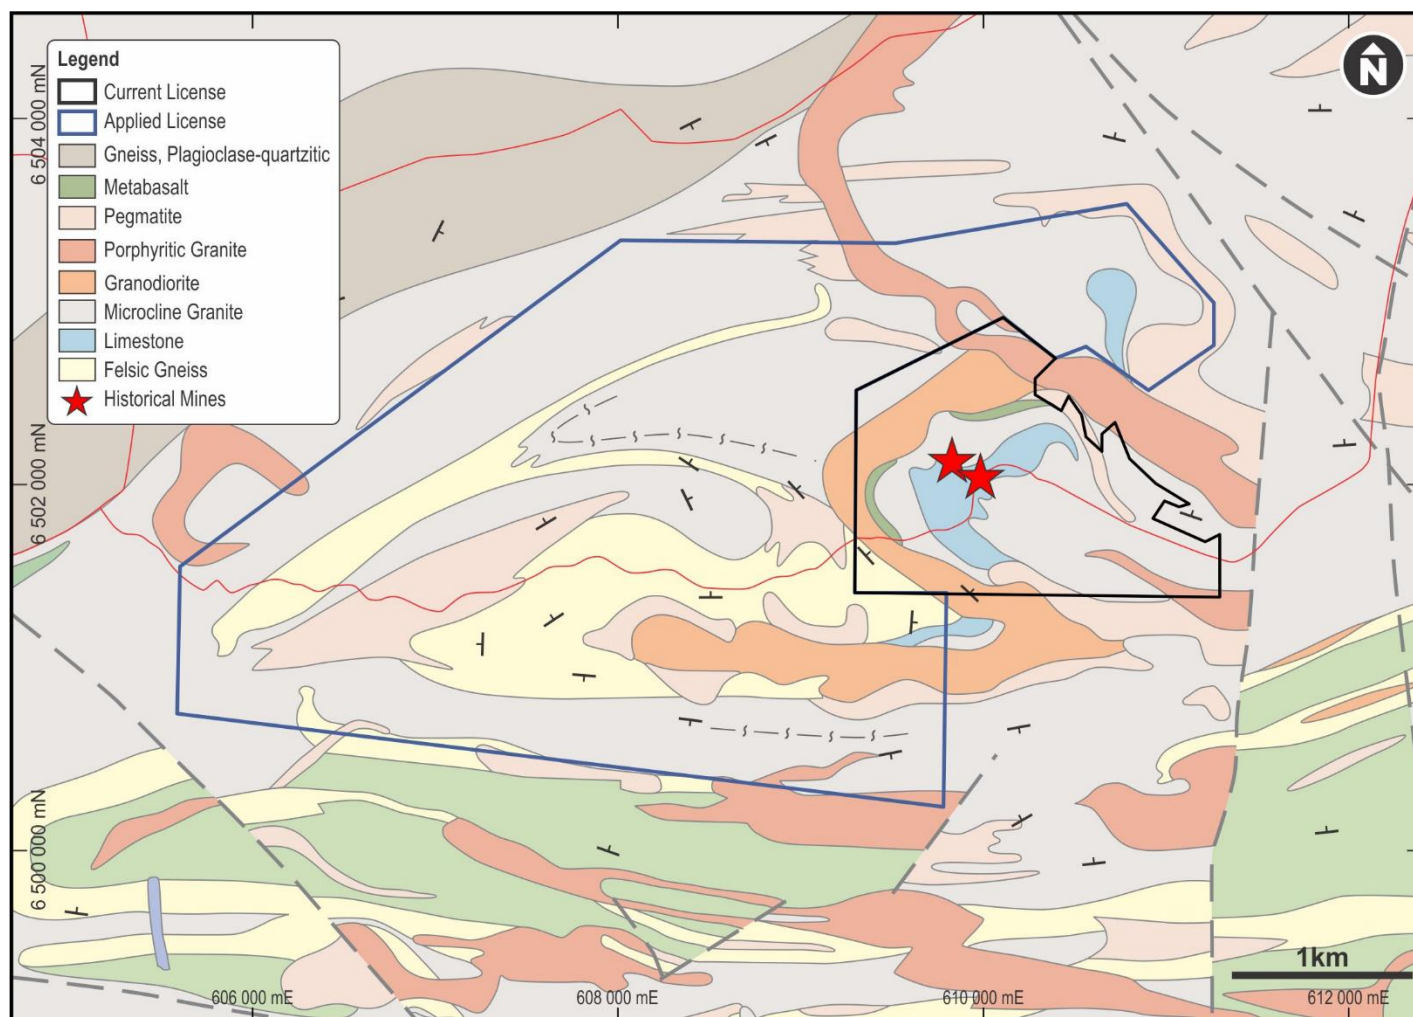 Legend
Current License
Applied License
Gneiss, Plagioclase-quartzitic
Metabasalt
Pegmatite
Porphyritic Granite
Granodiorite
Microcline Granite
Limestone
Felsic Gneiss
Historical Mines
N
6 504 000 mN
6 502 000 mN
6 500 000 mN
1km
606 000 mE
608 000 mE
610 000 mE
612 000 mE